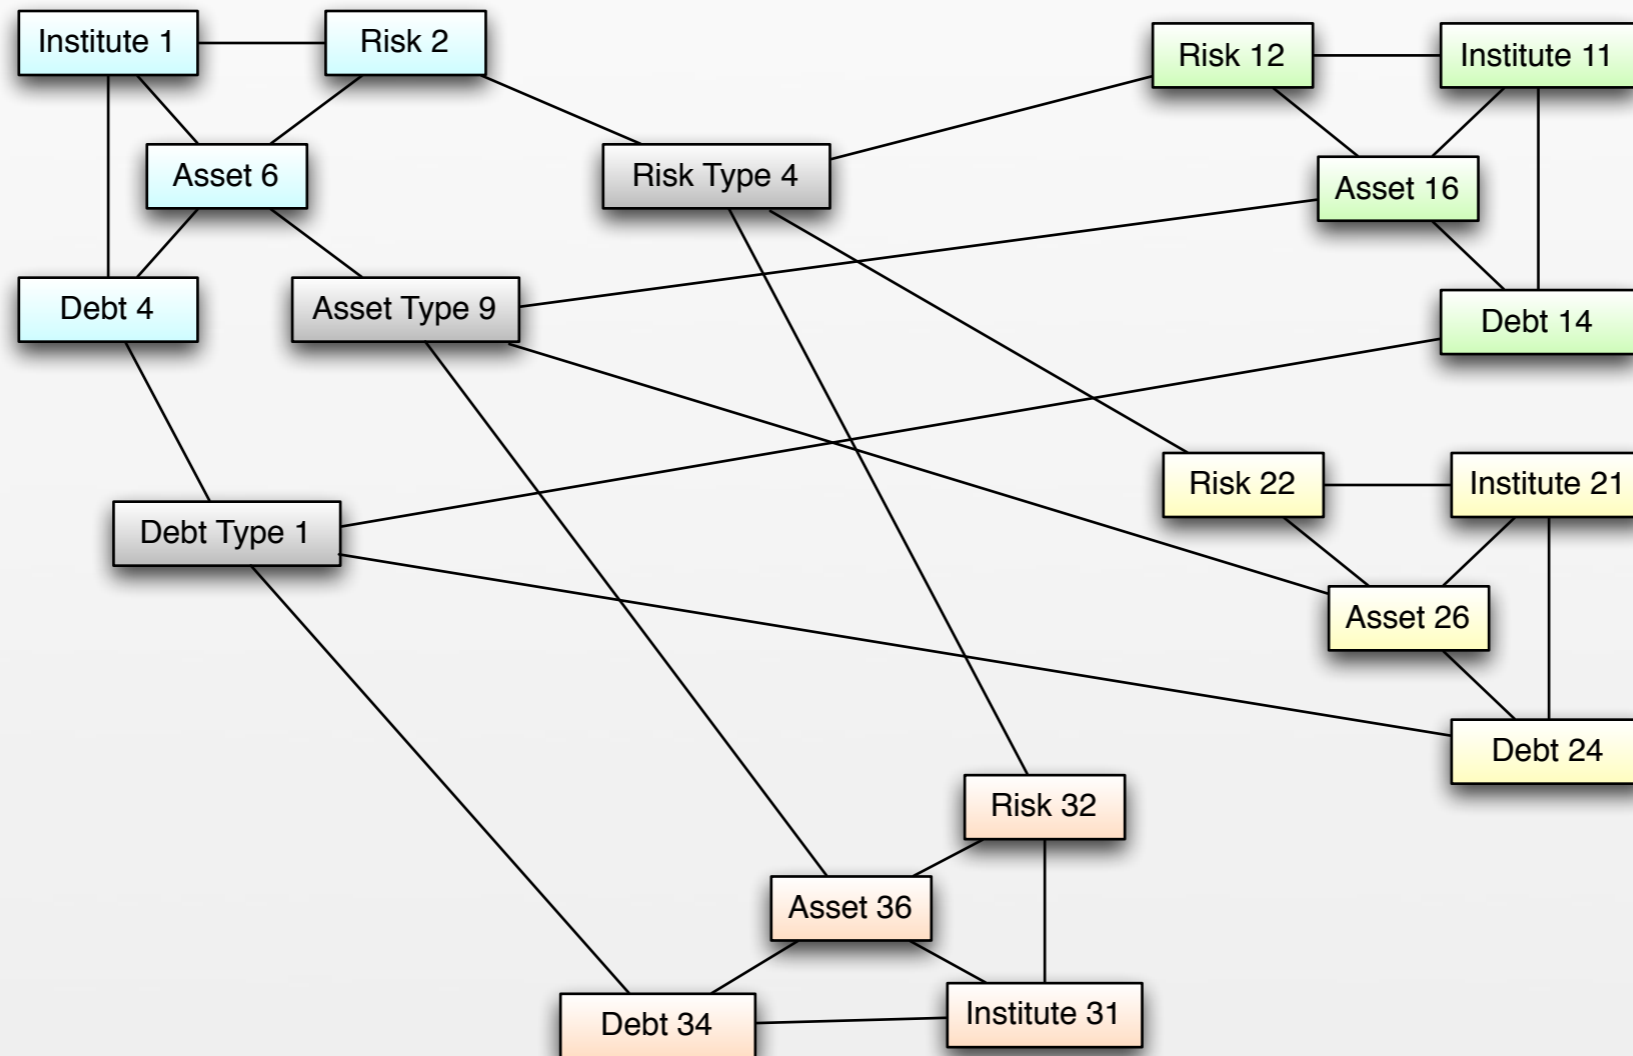 Institute 1
Risk 2
Risk 12
Institute 11
Asset 6
Risk Type 4
Asset 16
Debt 4
Asset Type 9
Debt 14
Risk 22
Institute 21
Debt Type 1
Asset 26
Debt 24
Risk 32
Asset 36
Institute 31
Debt 34